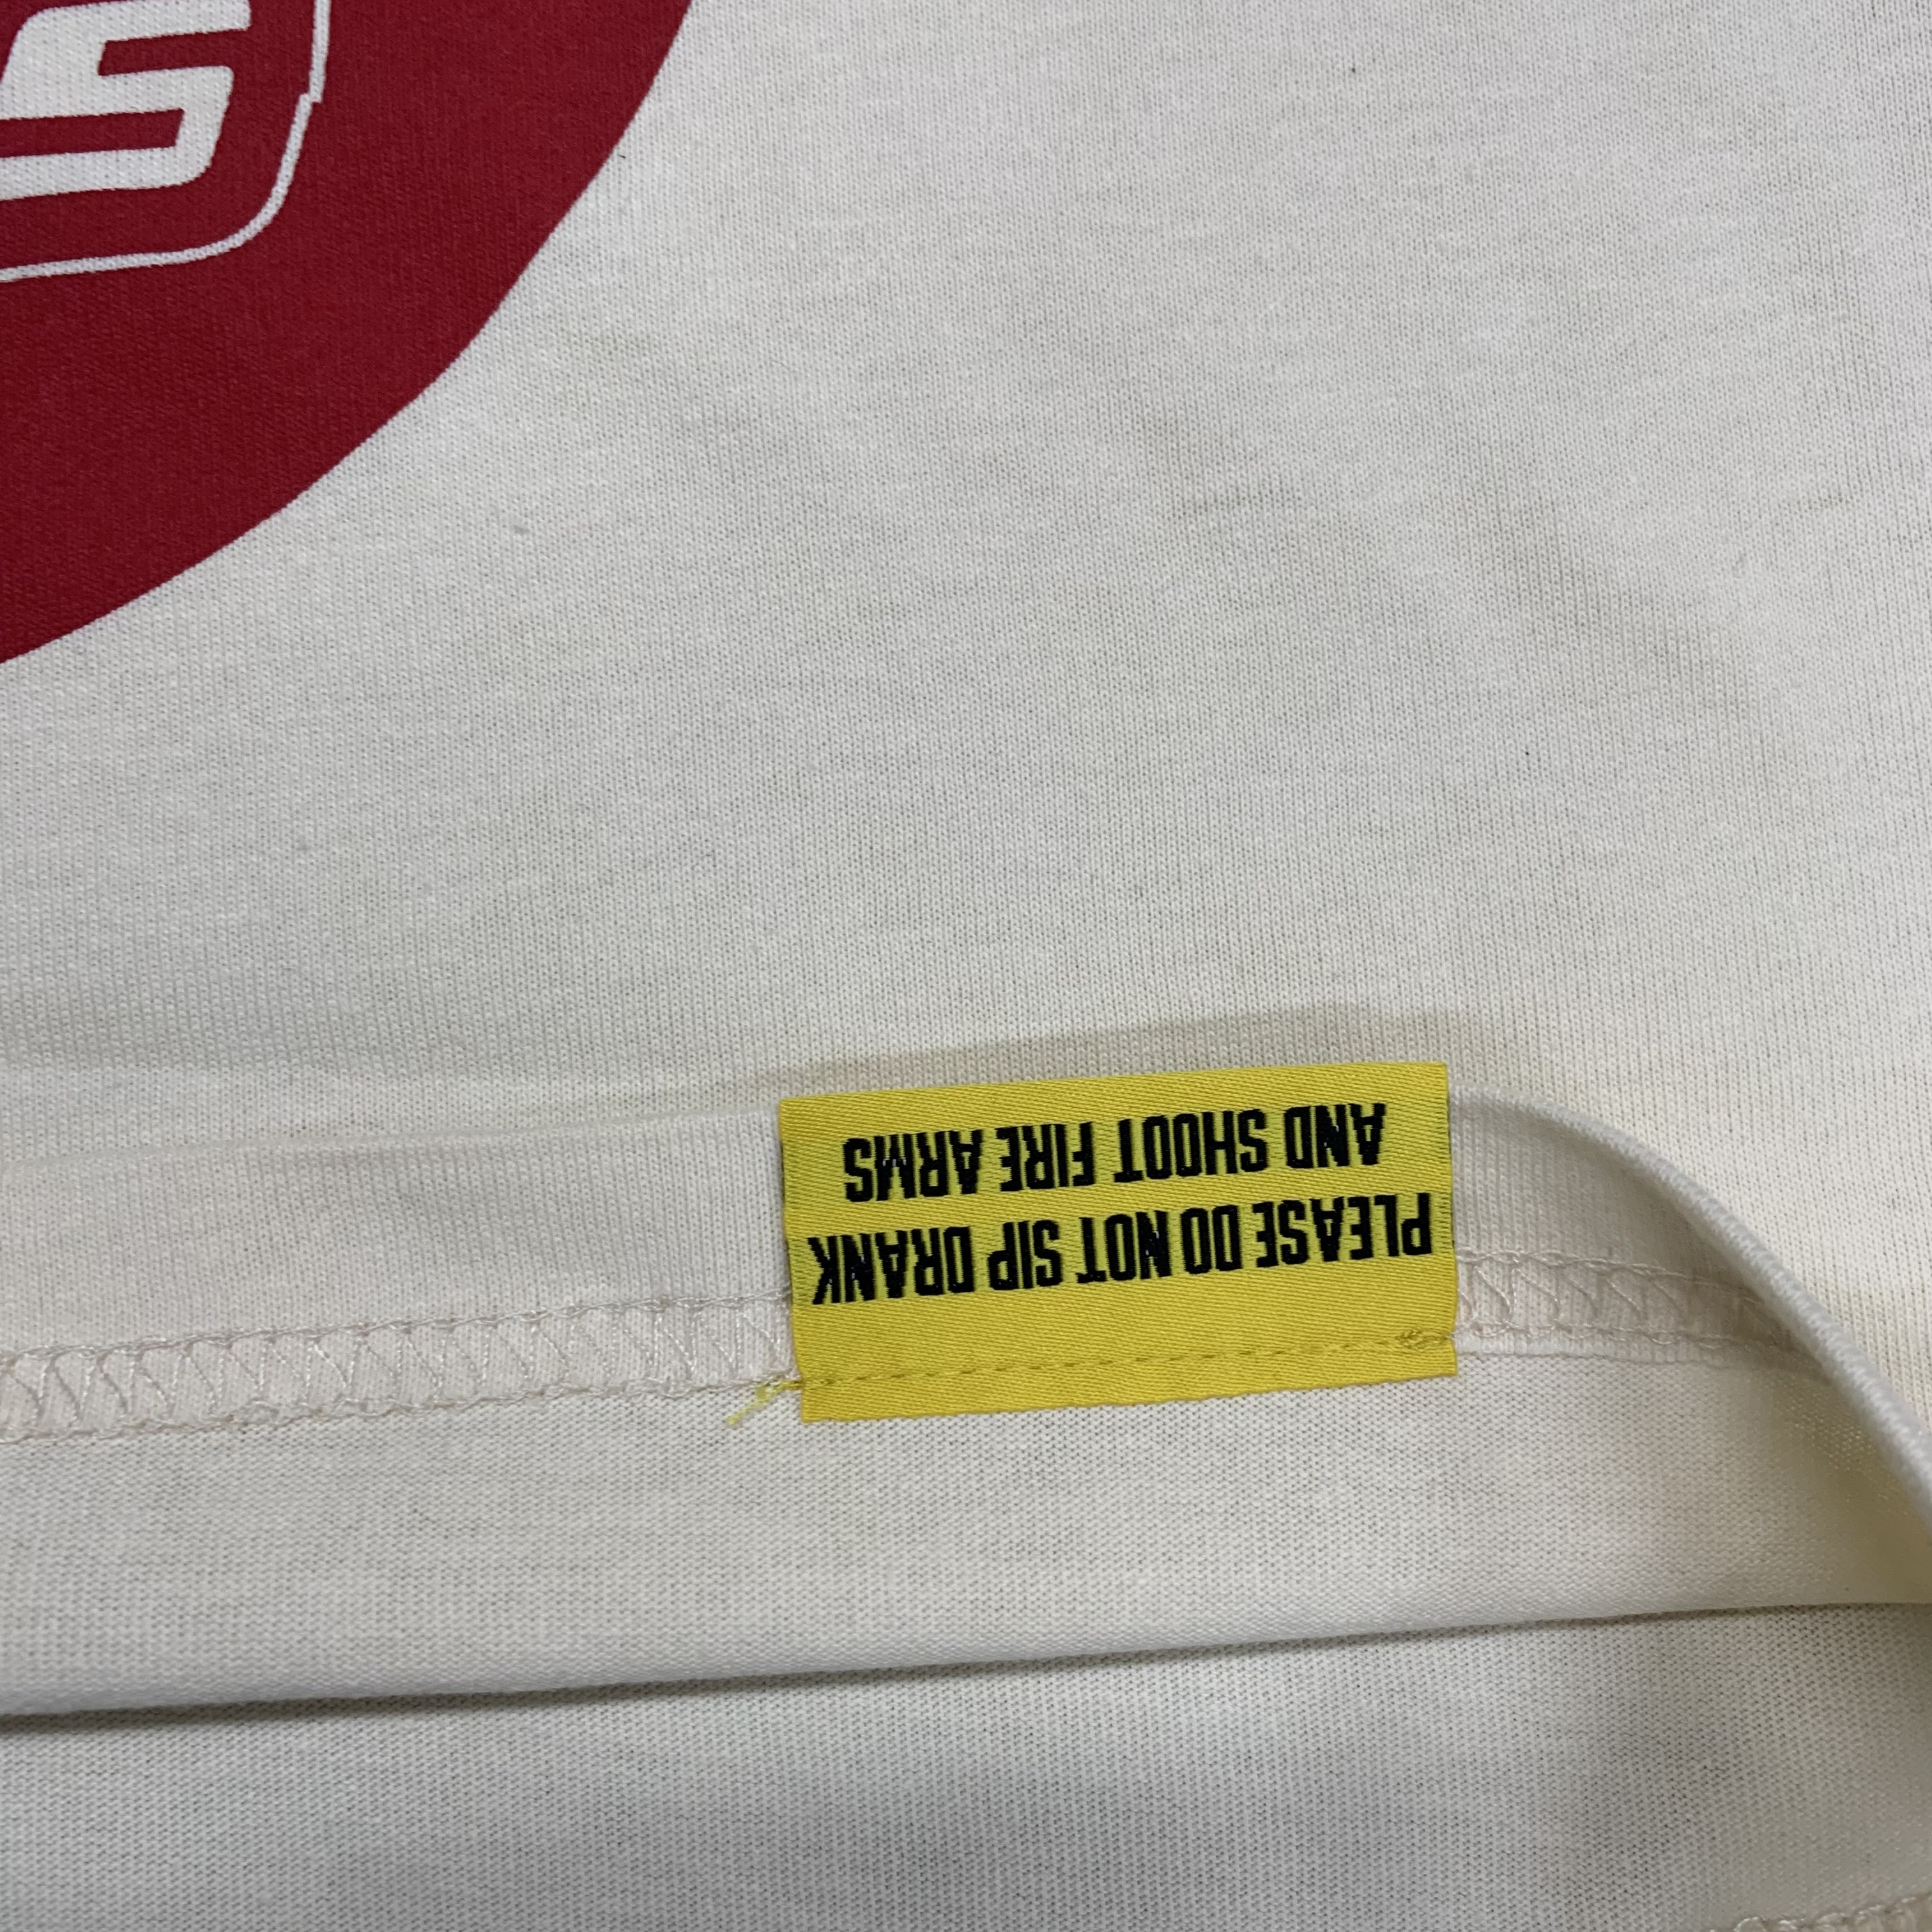 S
PLEASE DO NOT SIP DRANK
AND SHOOT FIRE ARMS